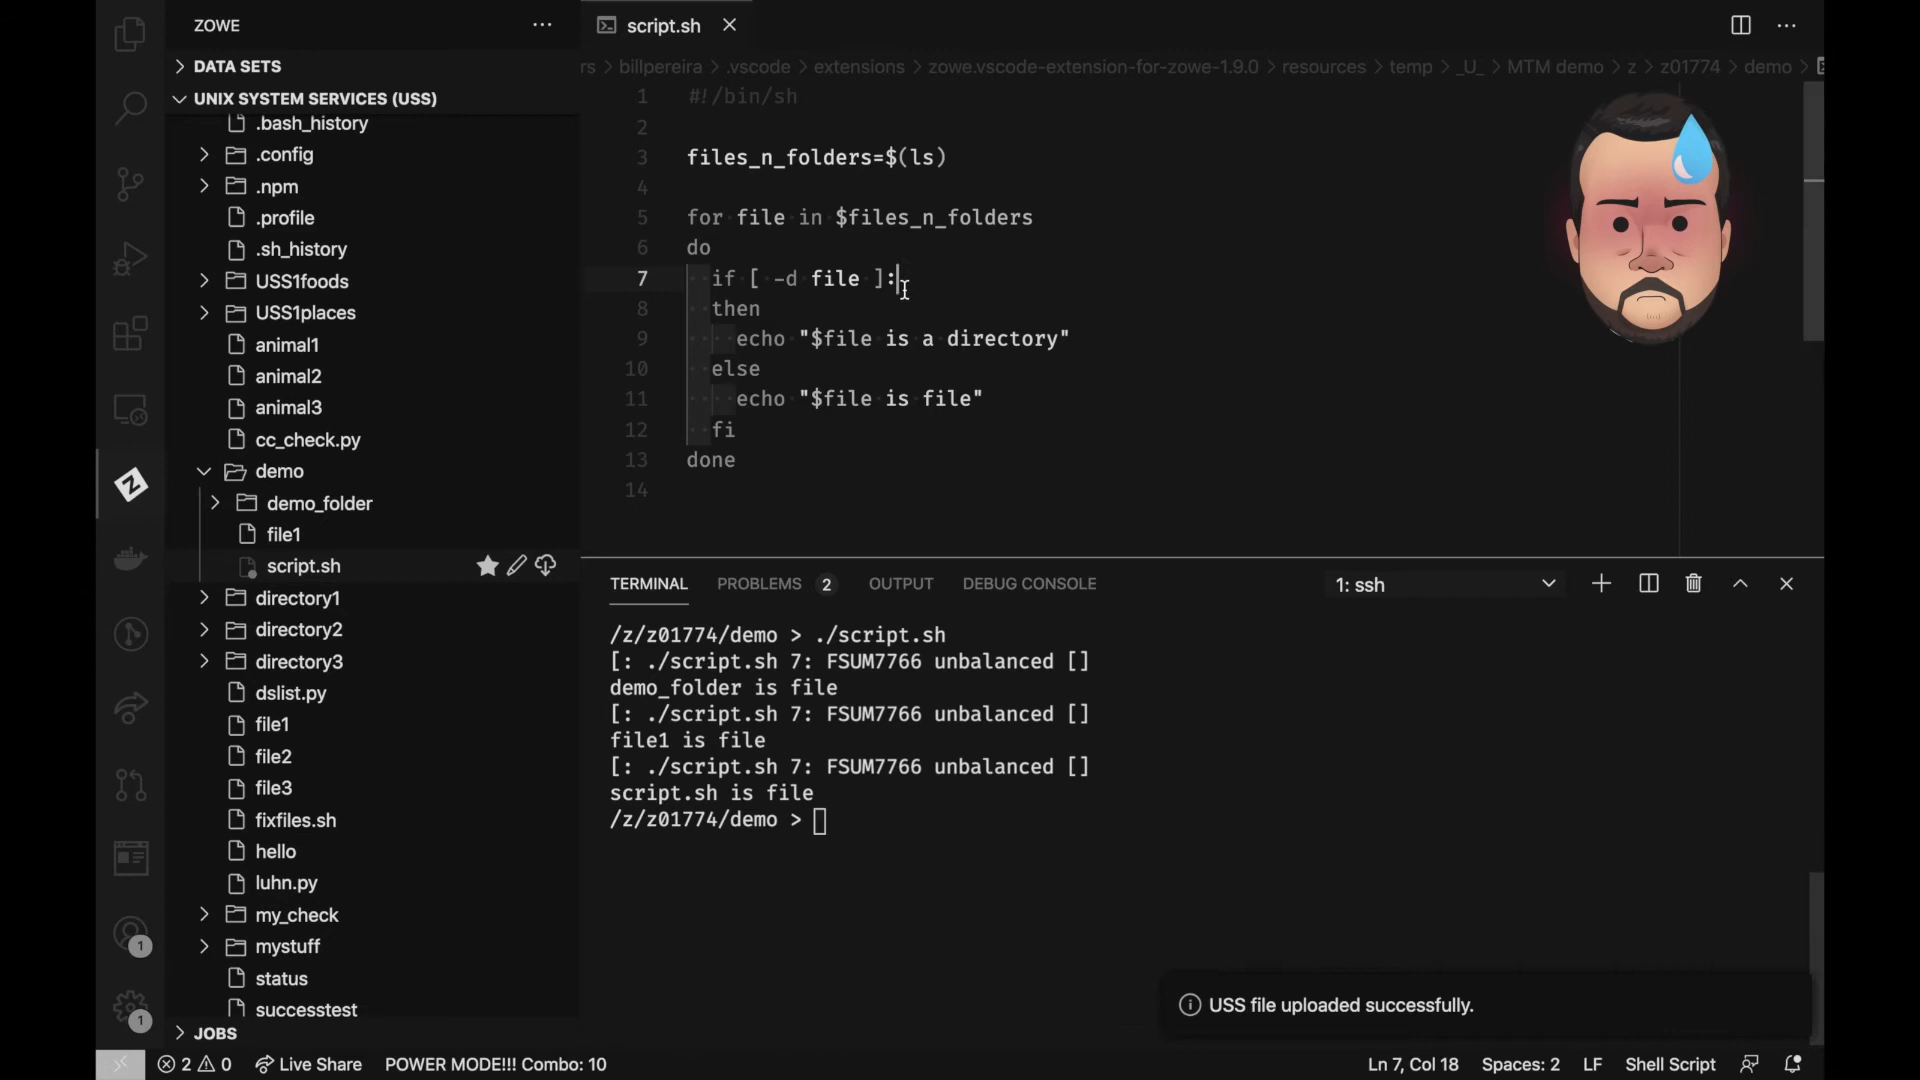 ZOWE
DATA SETS
UNIX SYSTEM SERVICES (USS)
.bash_history
.config
.npm
.profile
.sh_history
USS1foods
USS1places
animal1
animal2
animal3
cc_check.py
demo
demo_folder
file1
script.sh
directory1
directory2
directory3
dslist.py
file1
file2
file3
fixfiles.sh
hello
luhn.py
my_check
mystuff
status
successtest
JOBS
script.sh
rs > billpereira > .vscode > extensions > zowe.vscode-extension-for-zowe-1.9.0 > resources > temp > _U_ > MTM demo > z > z01774 > demo >
1 #!/bin/sh
2
3 files_n_folders=$(ls)
4
5 for file in $files_n_folders
6 do
7 if [ -d file ]:
8 then
9 echo "$file is a directory"
10 else
11 echo "$file is file"
12 fi
13 done
14
TERMINAL PROBLEMS 2 OUTPUT DEBUG CONSOLE 1: ssh
/z/z01774/demo > ./script.sh
[: ./script.sh 7: FSUM7766 unbalanced []
demo_folder is file
[: ./script.sh 7: FSUM7766 unbalanced []
file1 is file
[: ./script.sh 7: FSUM7766 unbalanced []
script.sh is file
/z/z01774/demo >
USS file uploaded successfully.
1
1
2 0 Live Share POWER MODE!!! Combo: 10 Ln 7, Col 18 Spaces: 2 LF Shell Script